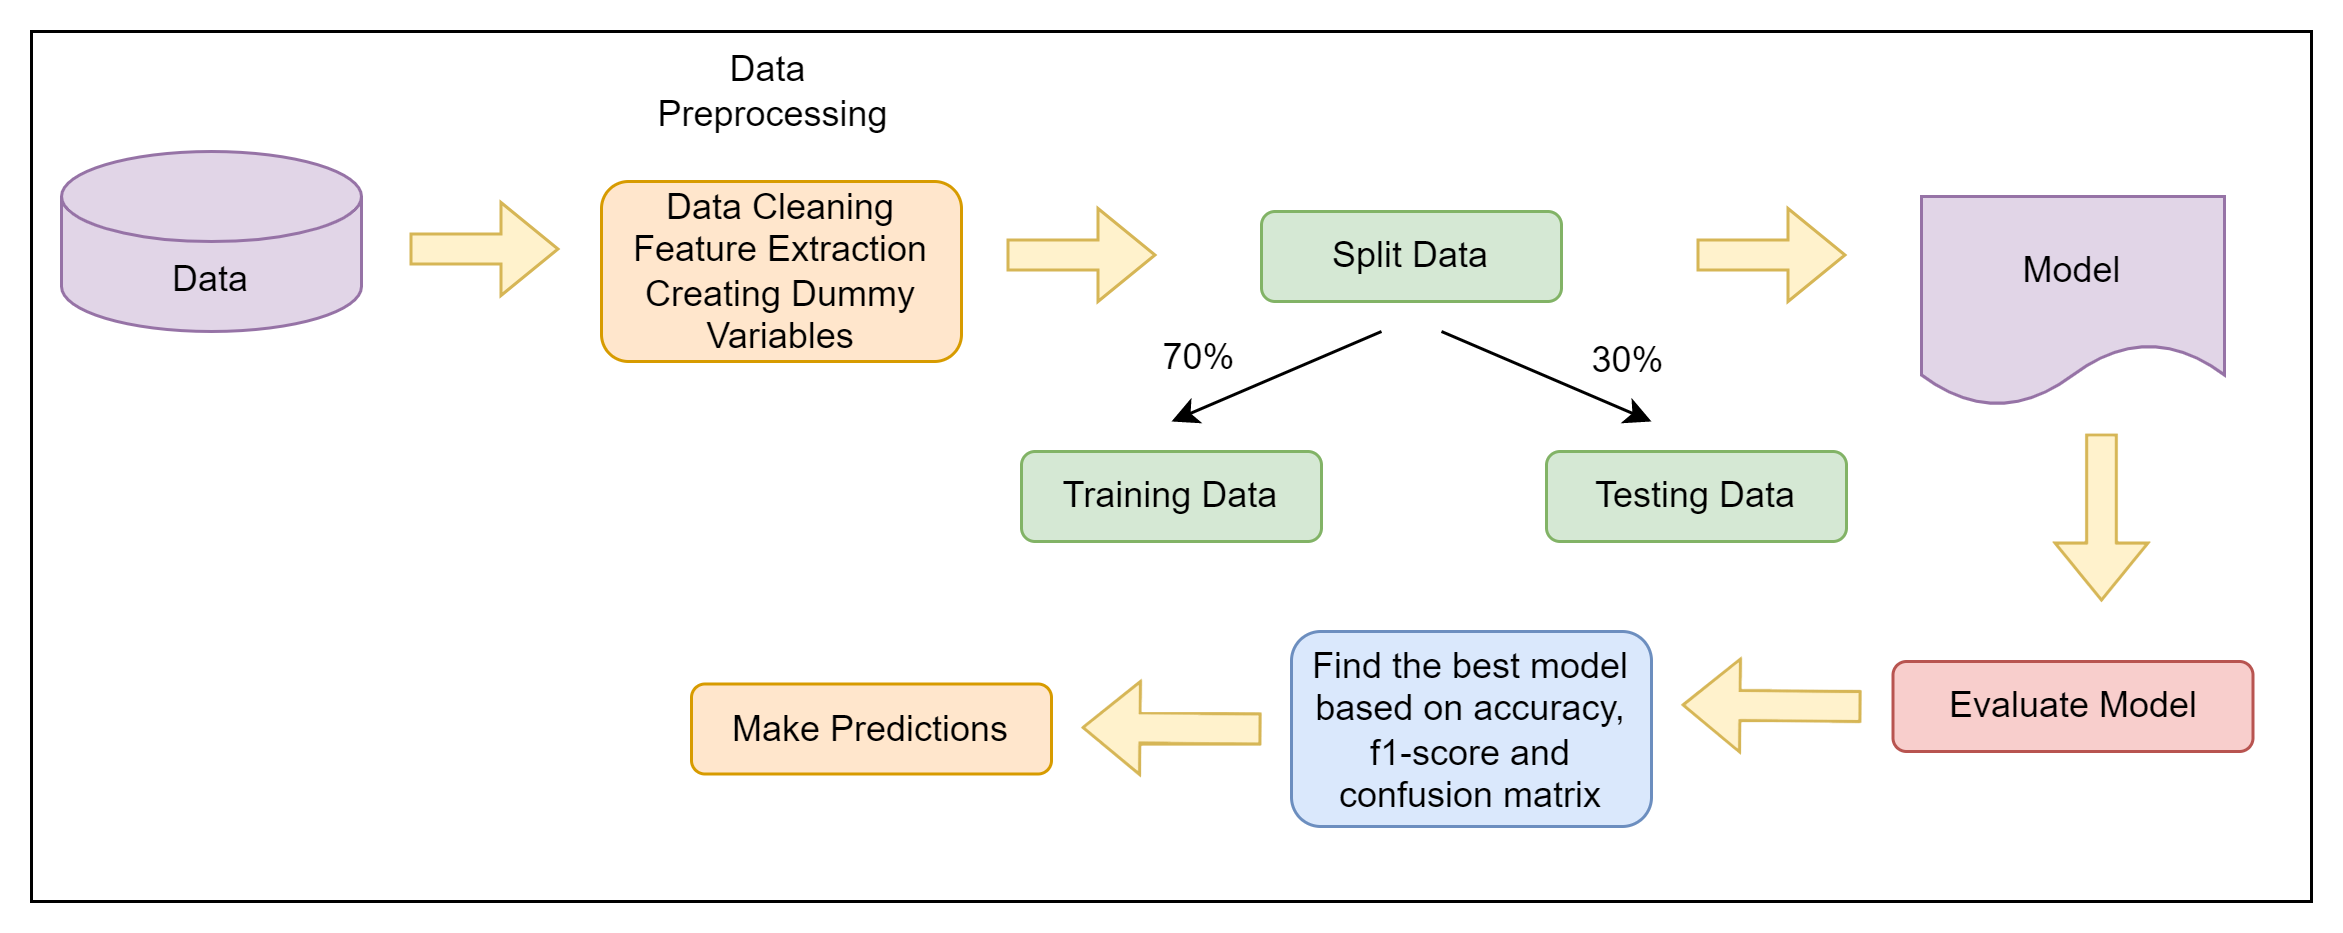 Data
Preprocessing
Data
Data Cleaning
Feature Extraction
Creating Dummy
Variables
Split Data
Model
70%
30%
Training Data
Testing Data
Evaluate Model
Find the best model
based on accuracy,
f1-score and
confusion matrix
Make Predictions